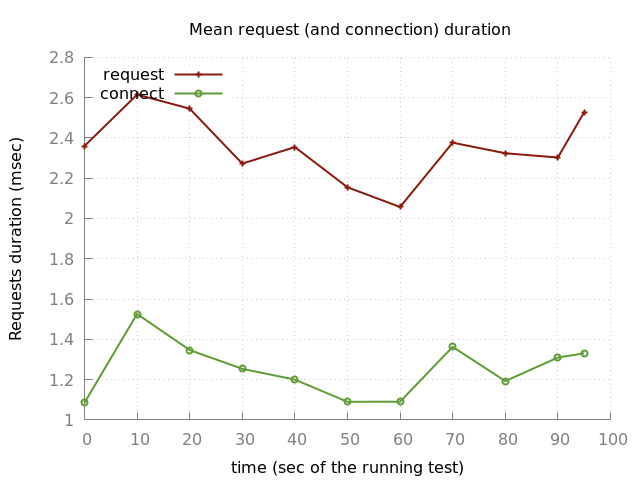 Mean request (and connection) duration
request
connect
2.8
2.6
2.4
2.2
2
1.8
1.6
1.4
1.2
1
Requests duration (msec)
0 10 20 30 40 50 60 70 80 90 100
time (sec of the running test)